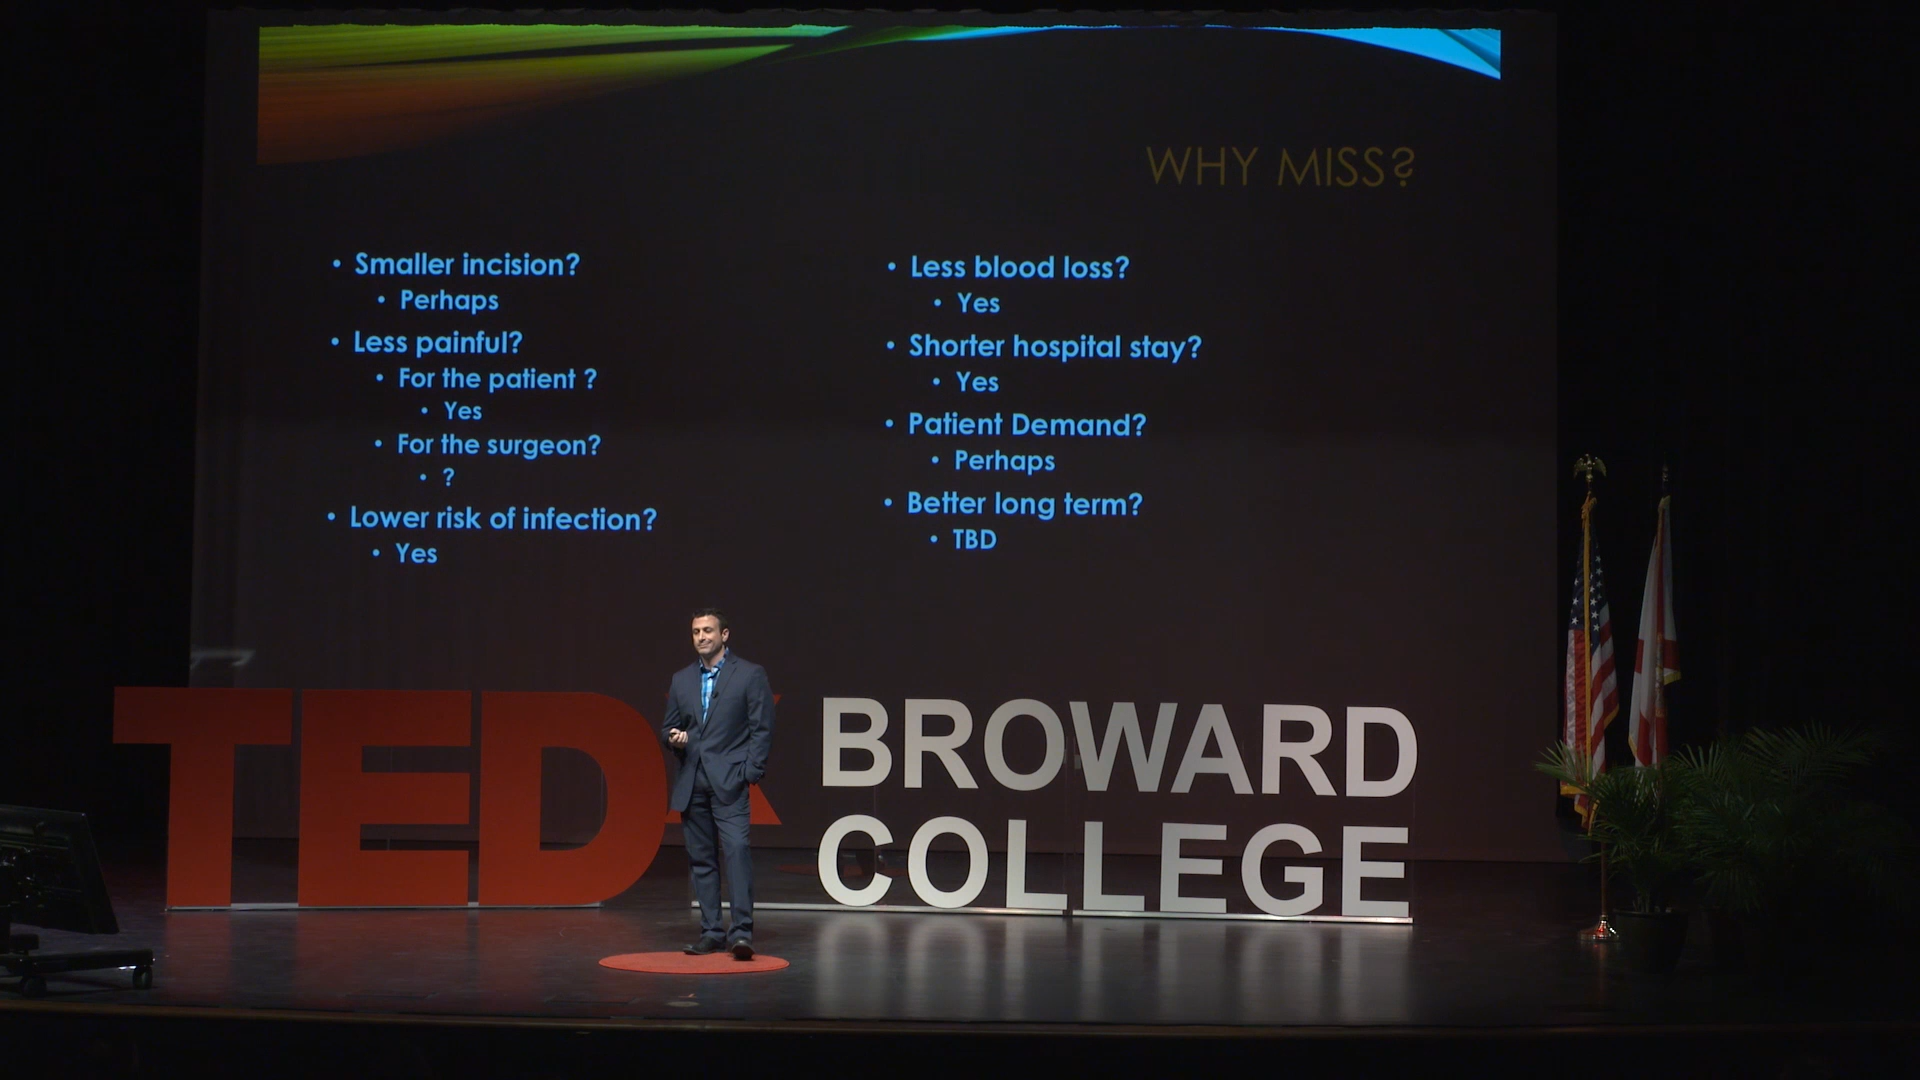 WHY MISS?
• Smaller incision?
• Perhaps
• Less painful?
• For the patient ?
• Yes
• For the surgeon?
• ?
• Lower risk of infection?
• Yes
• Less blood loss?
• Yes
• Shorter hospital stay?
• Yes
• Patient Demand?
• Perhaps
• Better long term?
• TBD
TEDx
BROWARD
COLLEGE